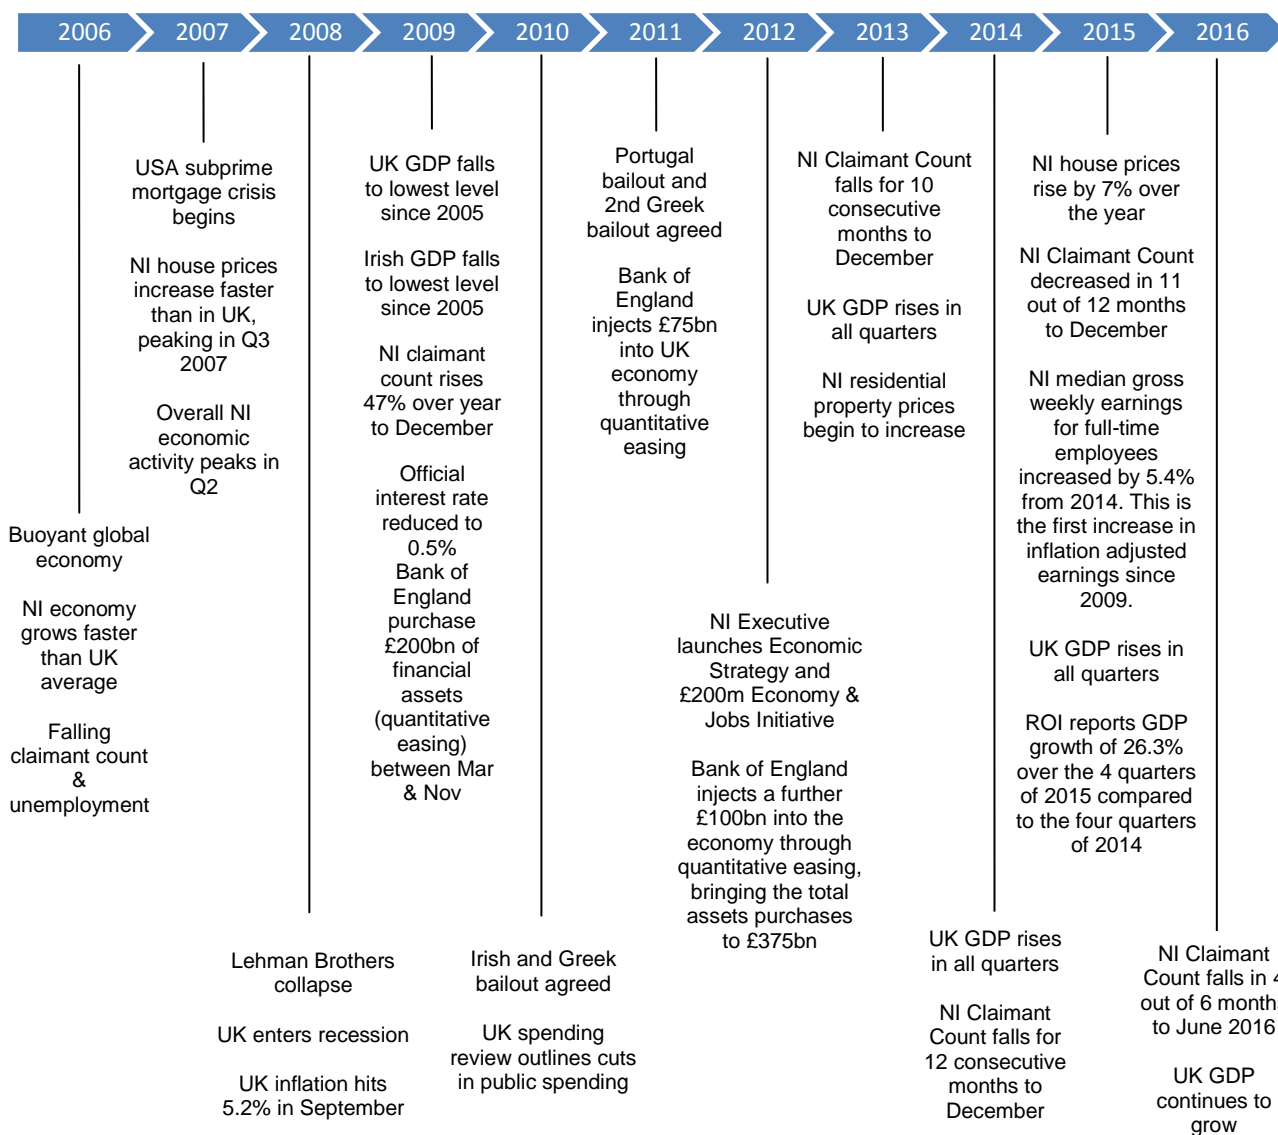 2006
2007
2008
2009
2010
2011
2012
2013
2014
2015
2016
Buoyant global
economy
NI economy
grows faster
than UK
average
Falling
claimant count
&
unemployment
USA subprime
mortgage crisis
begins
NI house prices
increase faster
than in UK,
peaking in Q3
2007
Overall NI
economic
activity peaks in
Q2
Lehman Brothers
collapse
UK enters recession
UK inflation hits
5.2% in September
UK GDP falls
to lowest level
since 2005
Irish GDP falls
to lowest level
since 2005
NI claimant
count rises
47% over year
to December
Official
interest rate
reduced to
0.5%
Bank of
England
purchase
£200bn of
financial
assets
(quantitative
easing)
between Mar
& Nov
Irish and Greek
bailout agreed
UK spending
review outlines cuts
in public spending
Portugal
bailout and
2nd Greek
bailout agreed
Bank of
England
injects £75bn
into UK
economy
through
quantitative
easing
NI Executive
launches Economic
Strategy and
£200m Economy &
Jobs Initiative
Bank of England
injects a further
£100bn into the
economy through
quantitative easing,
bringing the total
assets purchases
to £375bn
NI Claimant Count
falls for 10
consecutive
months to
December
UK GDP rises in
all quarters
NI residential
property prices
begin to increase
UK GDP rises
in all quarters
NI Claimant
Count falls for
12 consecutive
months to
December
NI house prices
rise by 7% over
the year
NI Claimant Count
decreased in 11
out of 12 months
to December
NI median gross
weekly earnings
for full-time
employees
increased by 5.4%
from 2014. This is
the first increase in
inflation adjusted
earnings since
2009.
UK GDP rises in
all quarters
ROI reports GDP
growth of 26.3%
over the 4 quarters
of 2015 compared
to the four quarters
of 2014
NI Claimant
Count falls in 4
out of 6 months
to June 2016
UK GDP
continues to
grow